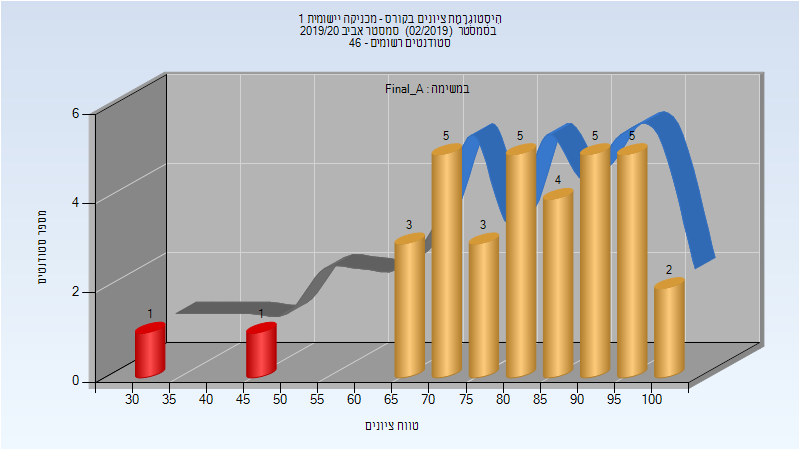 היסטוגרמת ציונים בקורס - מכניקה יישומית 1
בסמסטר (02/2019) סמסטר אביב 2019/20
סטודנטים רשומים - 46
במשימה : Final_A
מספר סטודנטים
6
4
2
0
1
1
3
5
3
5
4
5
5
2
30 35 40 45 50 55 60 65 70 75 80 85 90 95 100
טווח ציונים